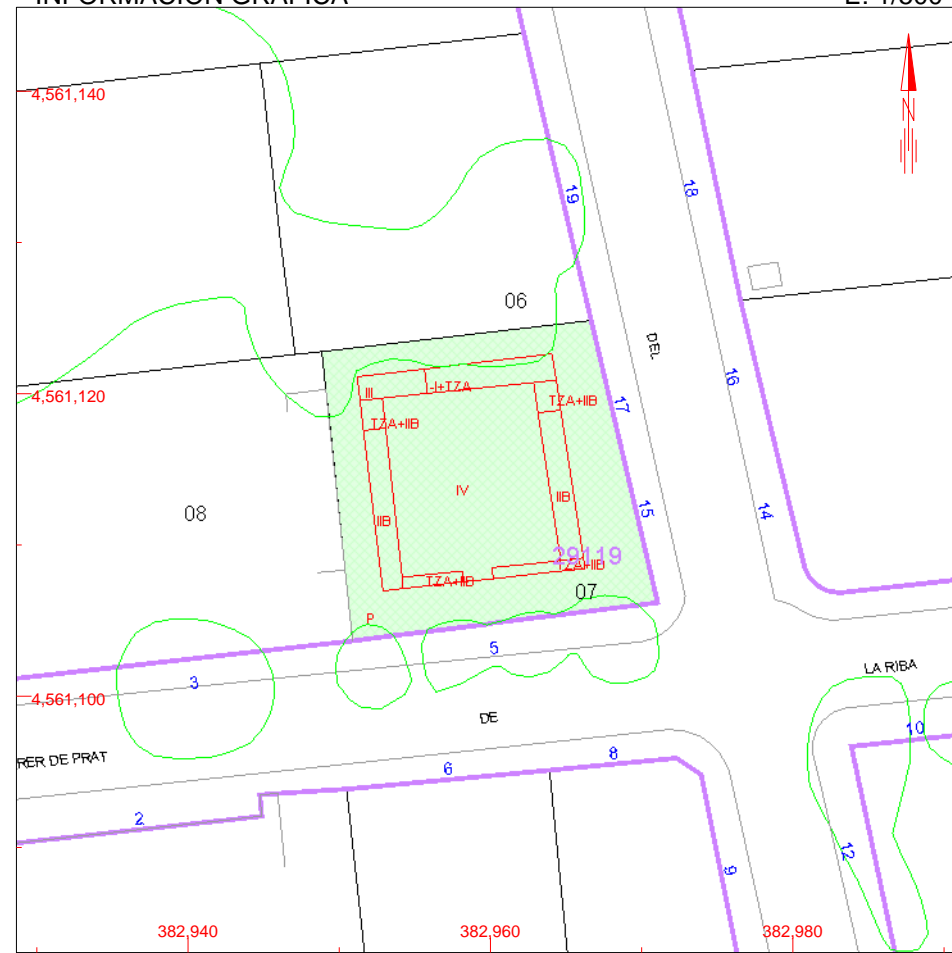 INFORMACIÓN GRÁFICA
4,561,140
N
19
18
06
DEL
-I+TZA
III
4,561,120
TZA+IIB
17
16
TZA+IIB
IV
08
IIB
15
14
IIB
29119
TZA+IIB
TZA+IIB
07
P
5
LA RIBA
3
4,561,100
DE
10
RER DE PRAT
8
6
2
12
9
382,940
382,960
382,980